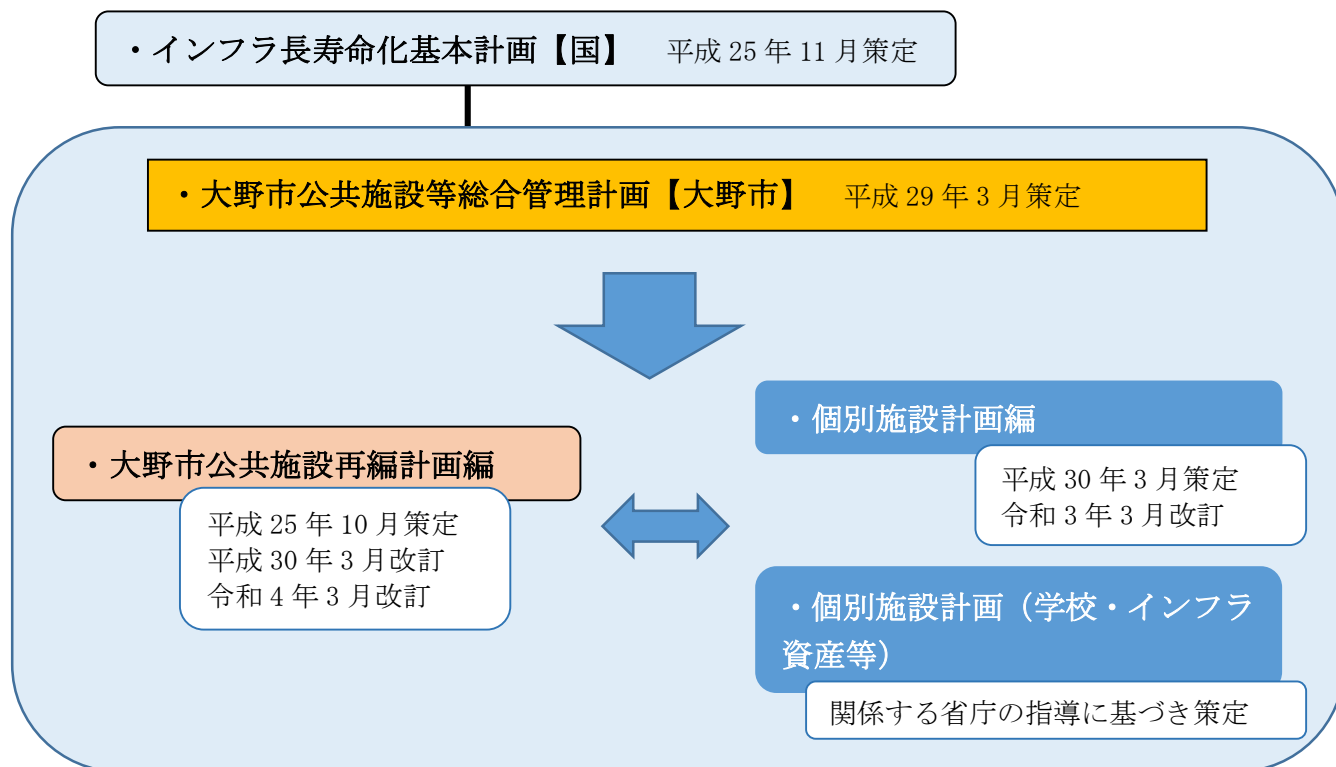 ・インフラ長寿命化基本計画【国】 平成 25 年 11 月策定
・大野市公共施設等総合管理計画【大野市】 平成 29 年 3 月策定
・大野市公共施設再編計画編
平成 25 年 10 月策定
平成 30 年 3 月改訂
令和 4 年 3 月改訂
・個別施設計画編
平成 30 年 3 月策定
令和 3 年 3 月改訂
・個別施設計画（学校・インフラ
資産等）
関係する省庁の指導に基づき策定